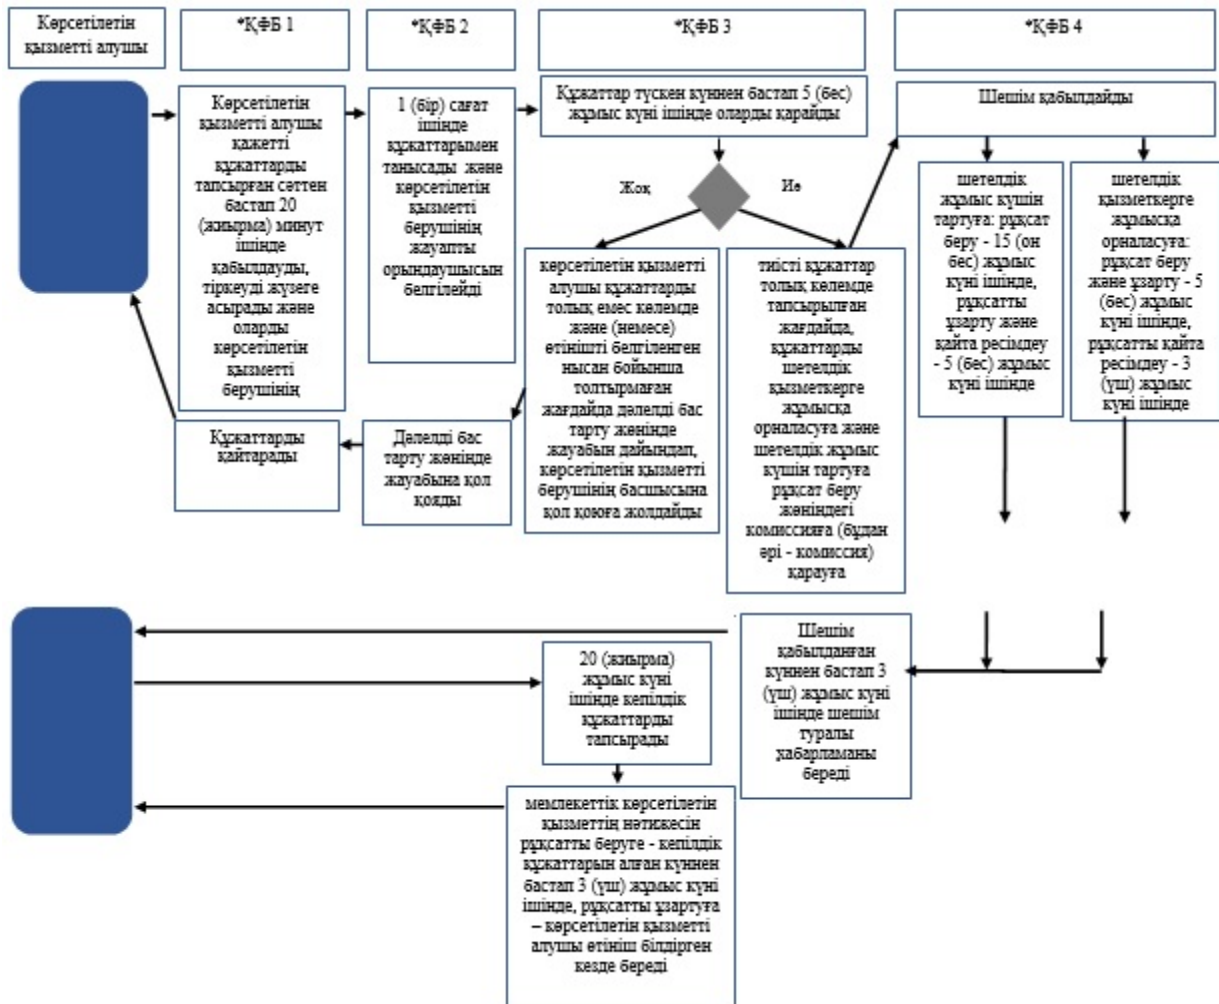 Көрсетілетін
қызметті алушы
*ҚФБ 1
*ҚФБ 2
*ҚФБ 3
*ҚФБ 4
Көрсетілетін
қызметті алушы
қажетті
құжаттарды
тапсырған сәттен
бастап 20
(жиырма) минут
ішінде
қабылдауды,
тіркеуді жүзеге
асырады және
оларды
көрсетілетін
қызметті
берушінің
1 (бір) сағат
ішінде
құжаттарымен
танысады және
көрсетілетін
қызметті
берушінің
жауапты
орындаушысын
белгілейді
Құжаттар түскен күннен бастап 5 (бес)
жұмыс күні ішінде оларды қарайды
Шешім қабылдайды
Жоқ
Иә
көрсетілетін қызметті
алушы құжаттарды
толық емес көлемде
және (немесе)
өтінішті белгіленген
нысан бойынша
толтырмаған
жағдайда дәлелді бас
тарту жөнінде
жауабын дайындап,
көрсетілетін қызметті
берушінің басшысына
қол қоюға жолдайды
тиісті құжаттар
толық көлемде
тапсырылған
жағдайда,
құжаттарды
шетелдік
қызметкерге
жұмысқа
орналасуға және
шетелдік жұмыс
күшін тартуға
рұқсат беру
жөніндегі
комиссияға (бұдан
әрі - комиссия)
қарауға
шетелдік
жұмыс күшін
тартуға: рұқсат
беру - 15 (он
бес) жұмыс
күні ішінде,
рұқсатты
ұзарту және
қайта ресімдеу
- 5 (бес) жұмыс
күні ішінде
шетелдік
қызметкерге
жұмысқа
орналасуға:
рұқсат беру
және ұзарту - 5
(бес) жұмыс
күні ішінде,
рұқсатты қайта
ресімдеу - 3
(үш) жұмыс
күні ішінде
Құжаттарды
қайтарады
Дәлелді бас
тарту жөнінде
жауабына қол
қояды
Шешім
қабылданған
күннен бастап 3
(үш) жұмыс күні
ішінде шешім
туралы
хабарламаны
береді
20 (жиырма)
жұмыс күні
ішінде кепілдік
құжаттарды
тапсырады
мемлекеттік көрсетілетін
қызметтің нәтижесін
рұқсатты беруге - кепілдік
құжаттарын алған күннен
бастап 3 (үш) жұмыс күні
ішінде, рұқсатты ұзартуға
– көрсетілетін қызметті
алушы өтініш білдірген
кезде береді